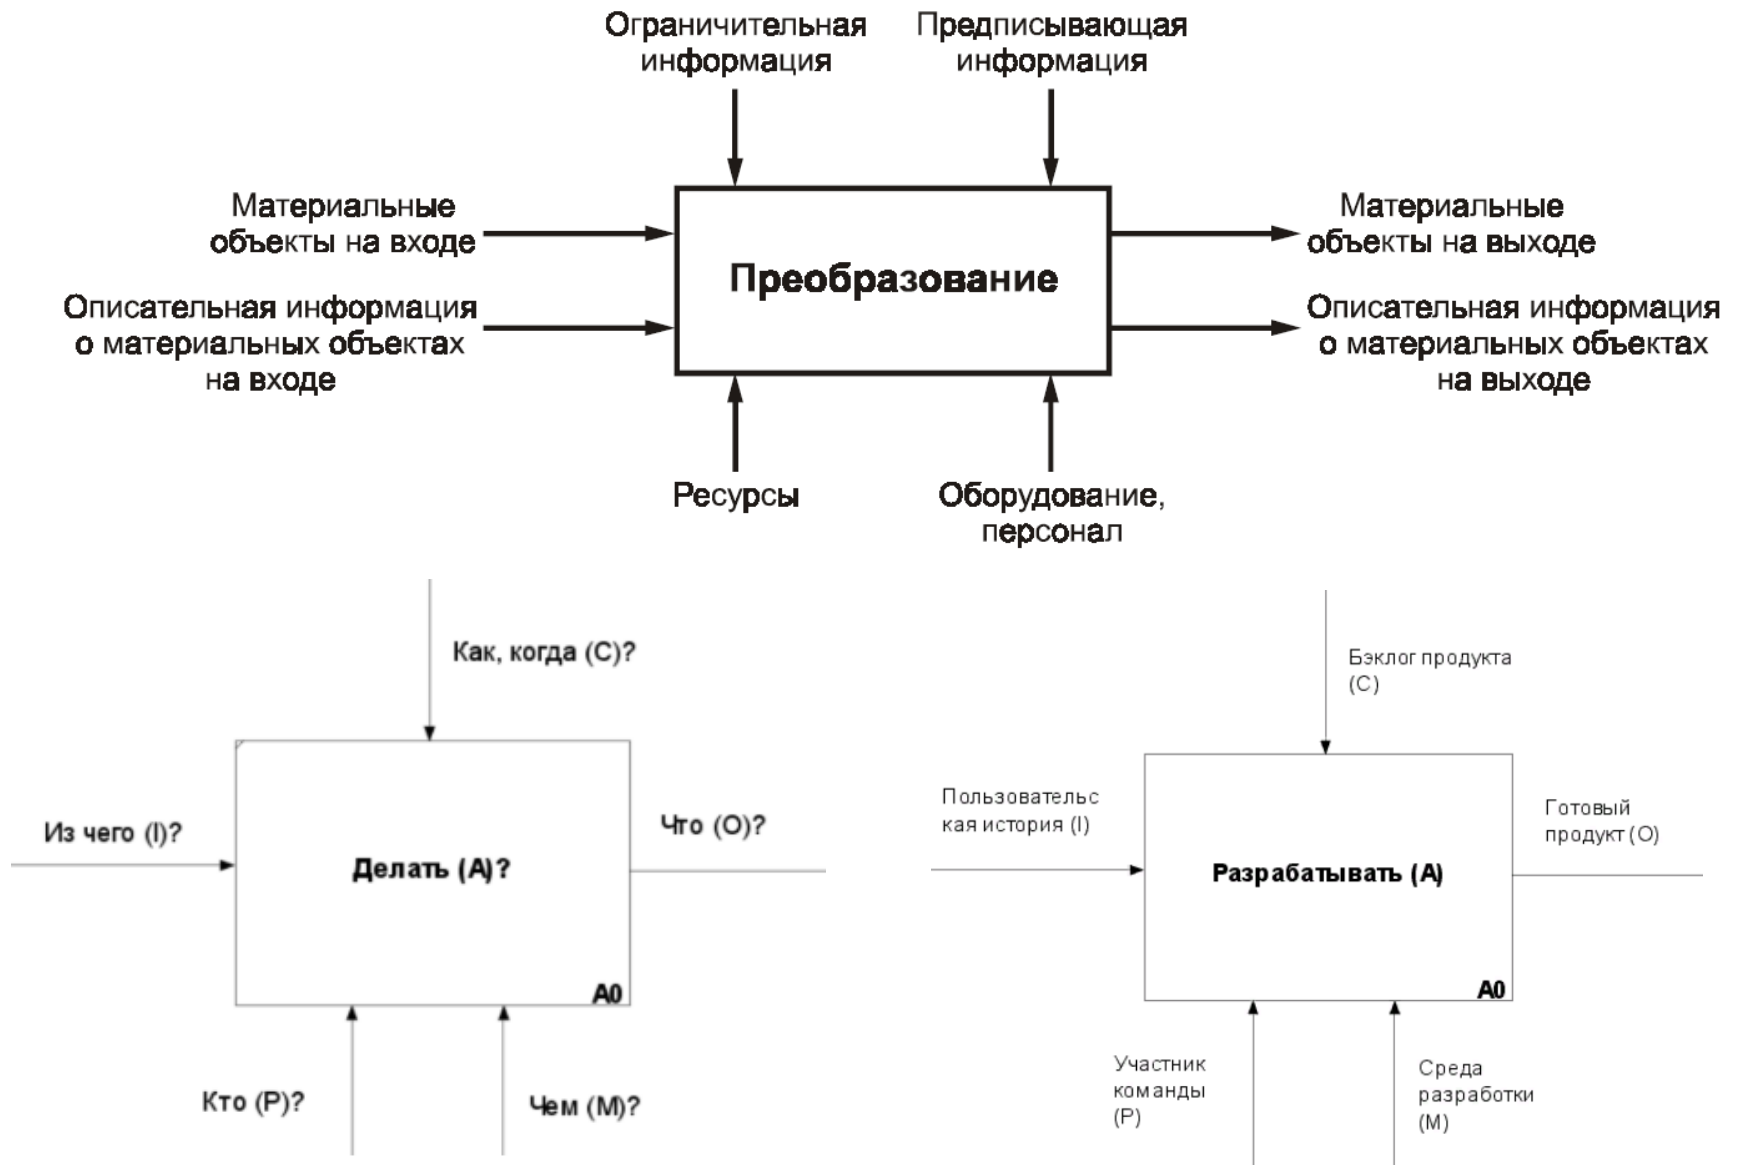 Ограничительная
информация
Предписывающая
информация
Материальные
объекты на входе
Описательная информация
о материальных объектах
на входе
Преобразование
Материальные
объекты на выходе
Описательная информация
о материальных объектах
на выходе
Ресурсы
Оборудование,
персонал
Как, когда (C)?
Из чего (I)?
Делать (A)?
Что (O)?
A0
Кто (P)?
Чем (M)?
Бэклог продукта
(C)
Пользовательс
кая история (I)
Разрабатывать (A)
Готовый
продукт (O)
A0
Участник
команды
(P)
Среда
разработки
(M)